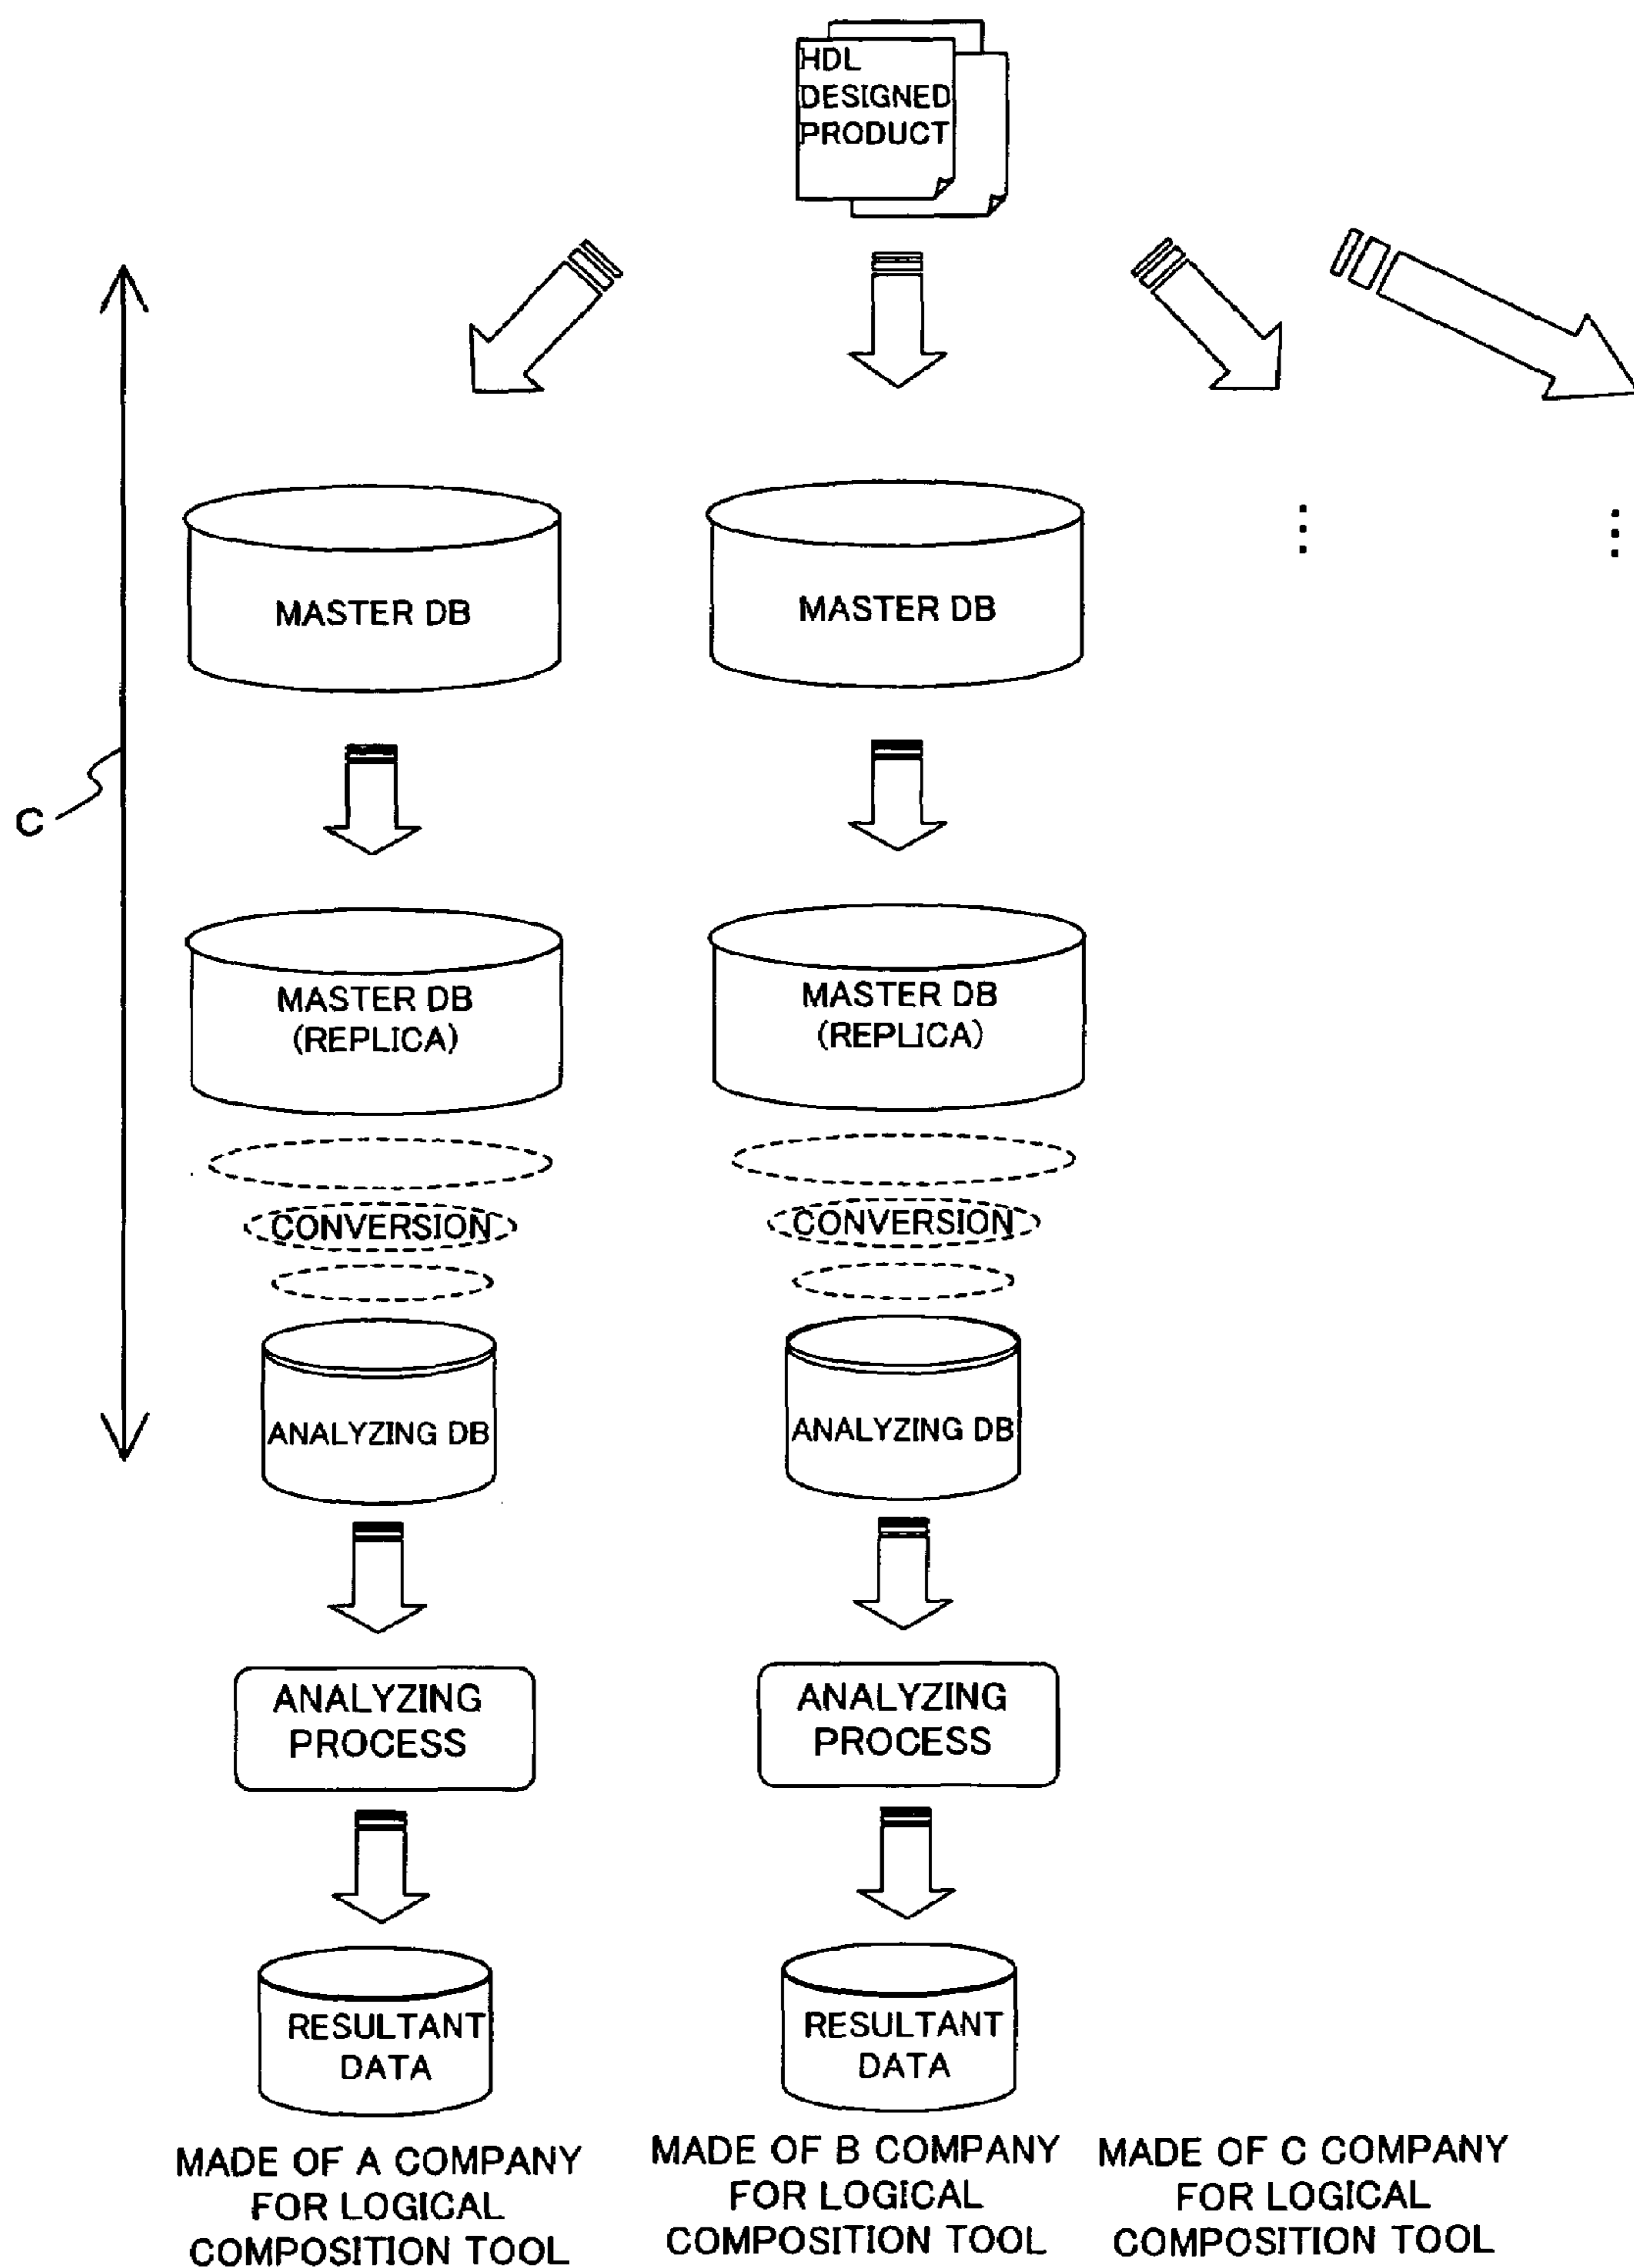 HDL
DESIGNED
PRODUCT
C
MASTER DB
MASTER DB
MASTER DB
(REPLICA)
MASTER DB
(REPLICA)
CONVERSION
CONVERSION
ANALYZING DB
ANALYZING DB
ANALYZING
PROCESS
ANALYZING
PROCESS
RESULTANT
DATA
RESULTANT
DATA
MADE OF A COMPANY
FOR LOGICAL
COMPOSITION TOOL
MADE OF B COMPANY
FOR LOGICAL
COMPOSITION TOOL
MADE OF C COMPANY
FOR LOGICAL
COMPOSITION TOOL